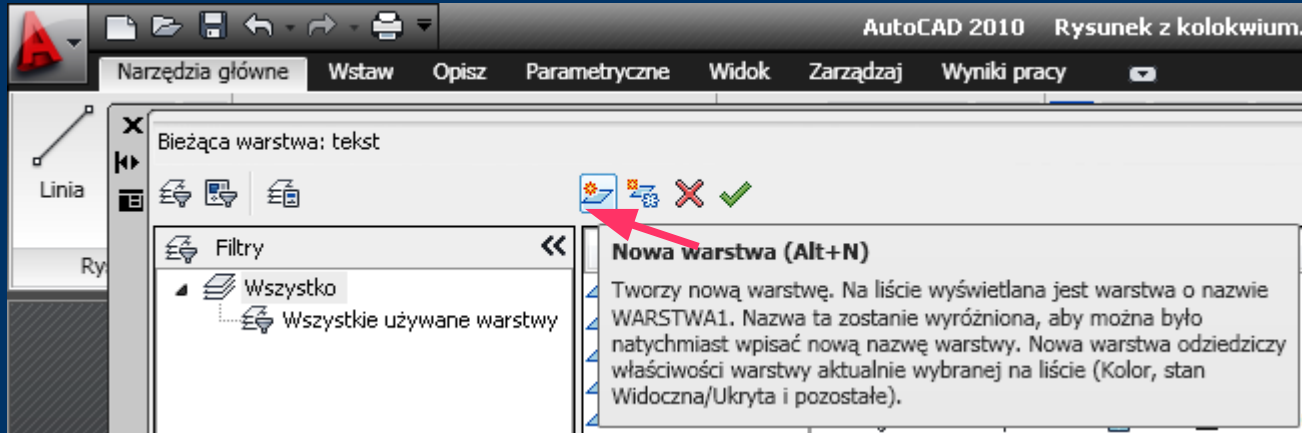 AutoCAD 2010 Rysunek z kolokwium.
Narzędzia główne Wstaw Opisz Parametryczne Widok Zarządzaj Wyniki pracy
Bieżąca warstwa: tekst
Linia
Filtry
Ry
Wszystko
Wszystkie używane warstwy
Nowa warstwa (Alt+N)
Tworzy nową warstwę. Na liście wyświetlana jest warstwa o nazwie
WARSTWA1. Nazwa ta zostanie wyróżniona, aby można było
natychmiast wpisać nową nazwę warstwy. Nowa warstwa odziedziczy
właściwości warstwy aktualnie wybranej na liście (Kolor, stan
Widoczna/Ukryta i pozostałe).